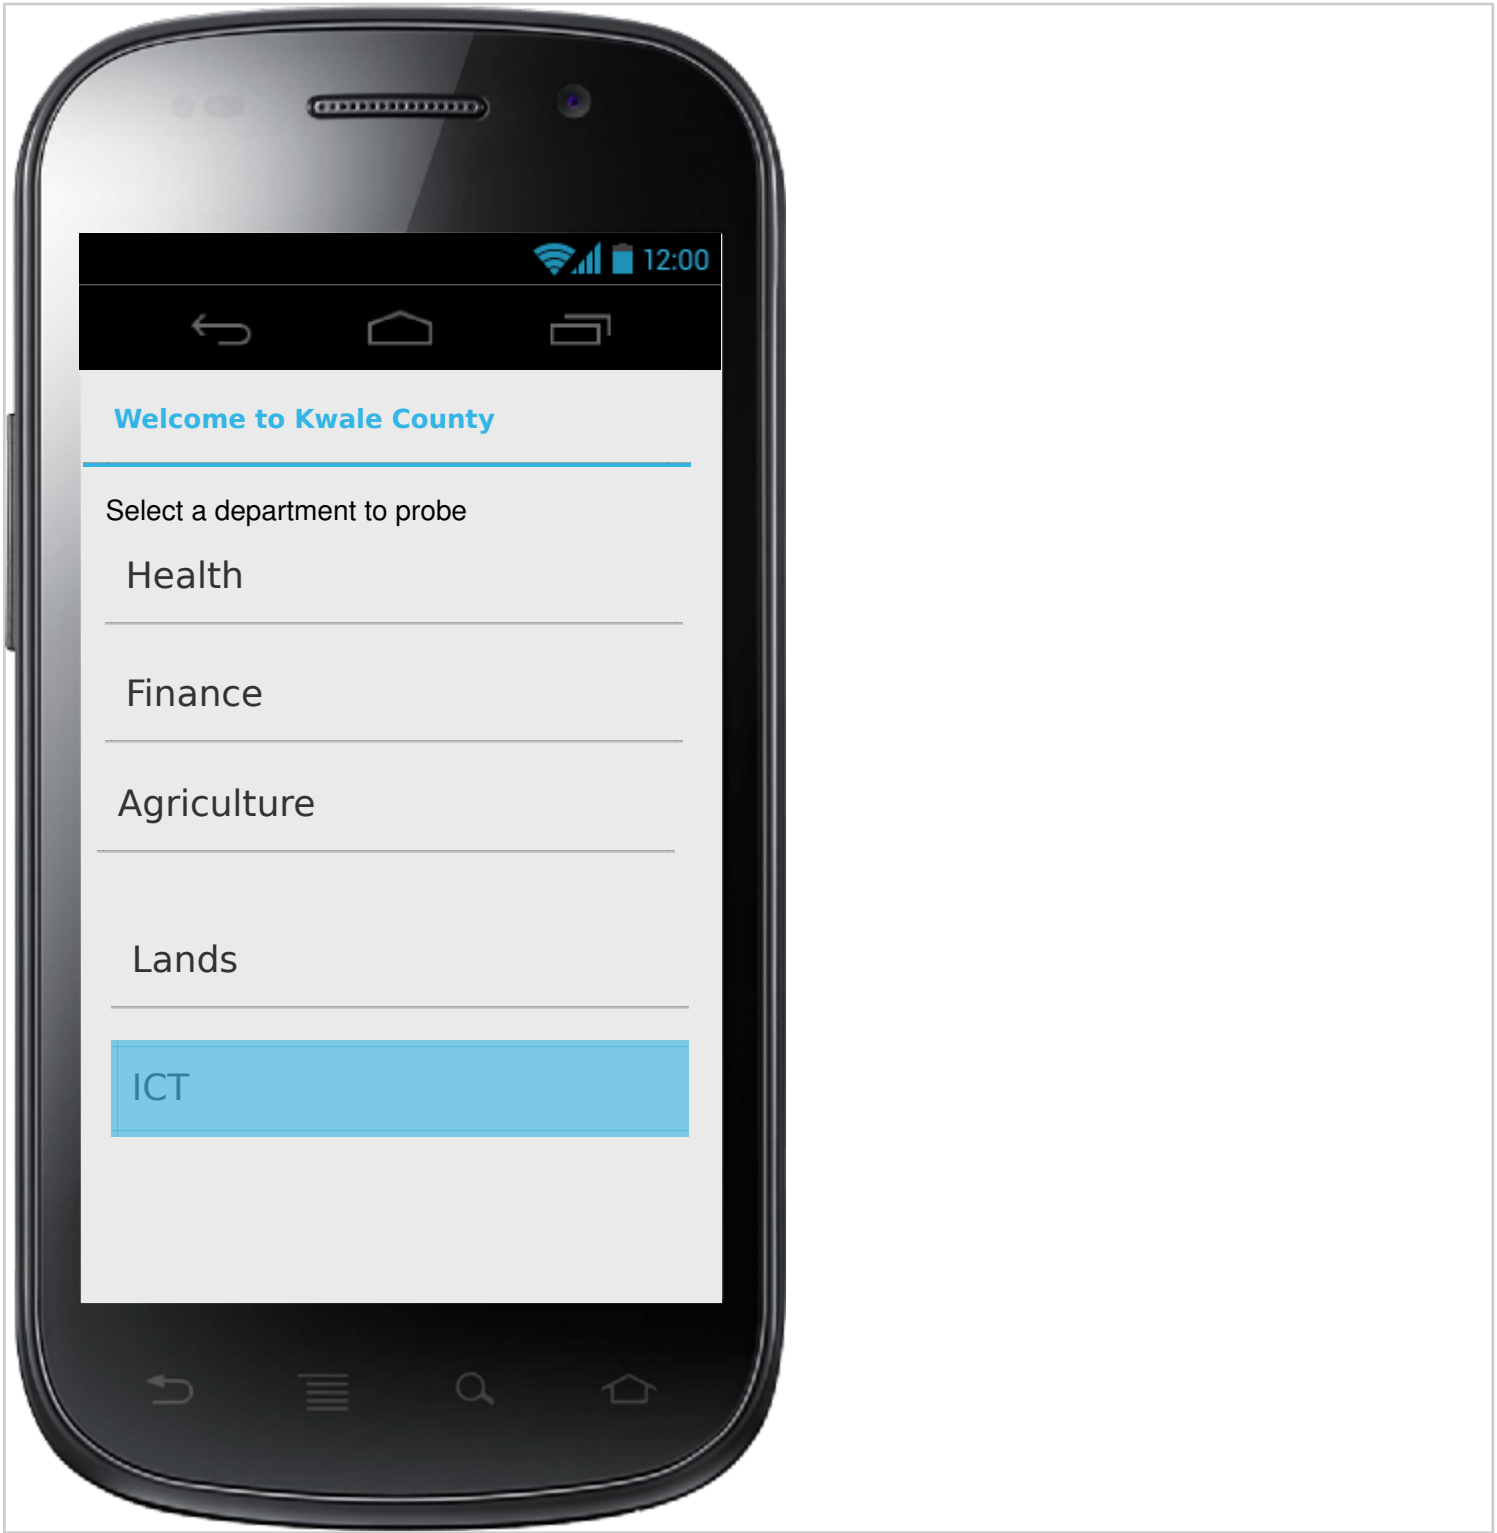 12:00
Welcome to Kwale County
Select a department to probe
Health
Finance
Agriculture
Lands
ICT